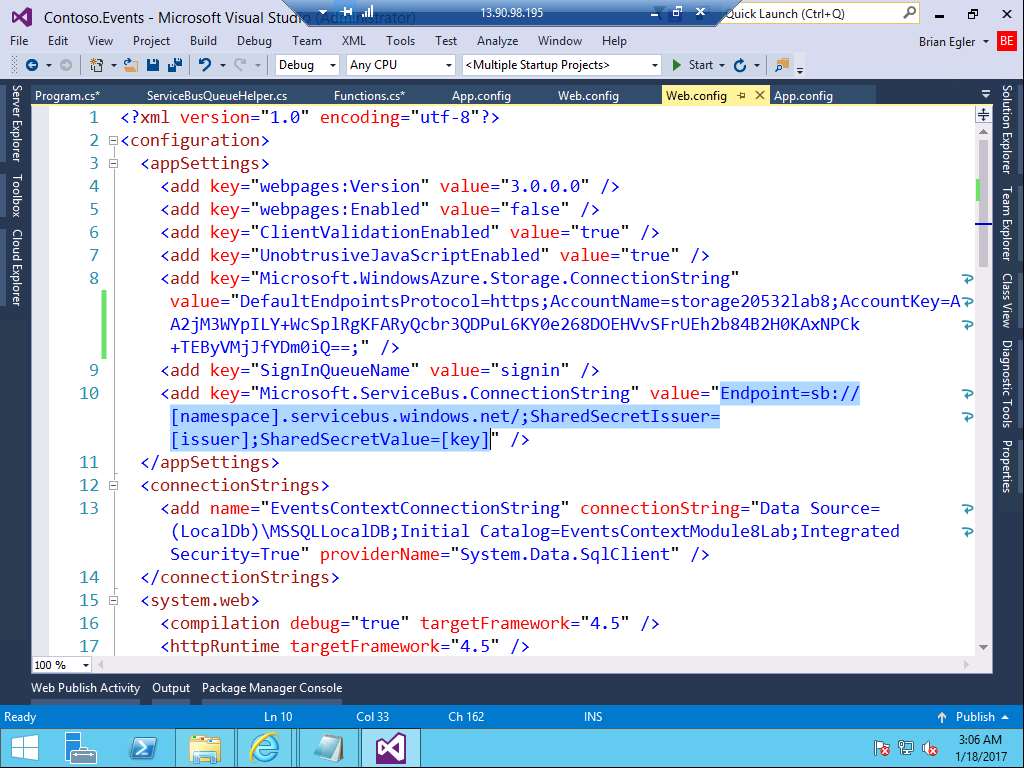 Contoso.Events - Microsoft Visual Studio (Administrator)
13.90.98.195
Quick Launch (Ctrl+Q)
File Edit View Project Build Debug Team XML Tools Test Analyze Window Help
Brian Egler BE
Debug Any CPU <Multiple Startup Projects> Start
Program.cs* ServiceBusQueueHelper.cs Functions.cs* App.config Web.config Web.config App.config
Server Explorer
Toolbox
Cloud Explorer
1 <?xml version="1.0" encoding="utf-8"?>
2 <configuration>
3 <appSettings>
4 <add key="webpages:Version" value="3.0.0.0" />
5 <add key="webpages:Enabled" value="false" />
6 <add key="ClientValidationEnabled" value="true" />
7 <add key="UnobtrusiveJavaScriptEnabled" value="true" />
8 <add key="Microsoft.WindowsAzure.Storage.ConnectionString"
value="DefaultEndpointsProtocol=https;AccountName=storage20532lab8;AccountKey=A
A2jM3WYpILY+WcSplRgKFARyQcbr3QDPuL6KY0e268DOEHVvSFrUEh2b84B2H0KAxNPCk
+TEByVMjJfYDm0iQ==;" />
9 <add key="SignInQueueName" value="signin" />
10 <add key="Microsoft.ServiceBus.ConnectionString" value="Endpoint=sb://
[namespace].servicebus.windows.net/;SharedSecretIssuer=
[issuer];SharedSecretValue=[key]" />
11 </appSettings>
12 <connectionStrings>
13 <add name="EventsContextConnectionString" connectionString="Data Source=
(LocalDb)\MSSQLLocalDB;Initial Catalog=EventsContextModule8Lab;Integrated
Security=True" providerName="System.Data.SqlClient" />
14 </connectionStrings>
15 <system.web>
16 <compilation debug="true" targetFramework="4.5" />
17 <httpRuntime targetFramework="4.5" />
Solution Explorer
Team Explorer
Class View
Diagnostic Tools
Properties
100 %
Web Publish Activity Output Package Manager Console
Ready Ln 10 Col 33 Ch 162 INS Publish
3:06 AM
1/18/2017